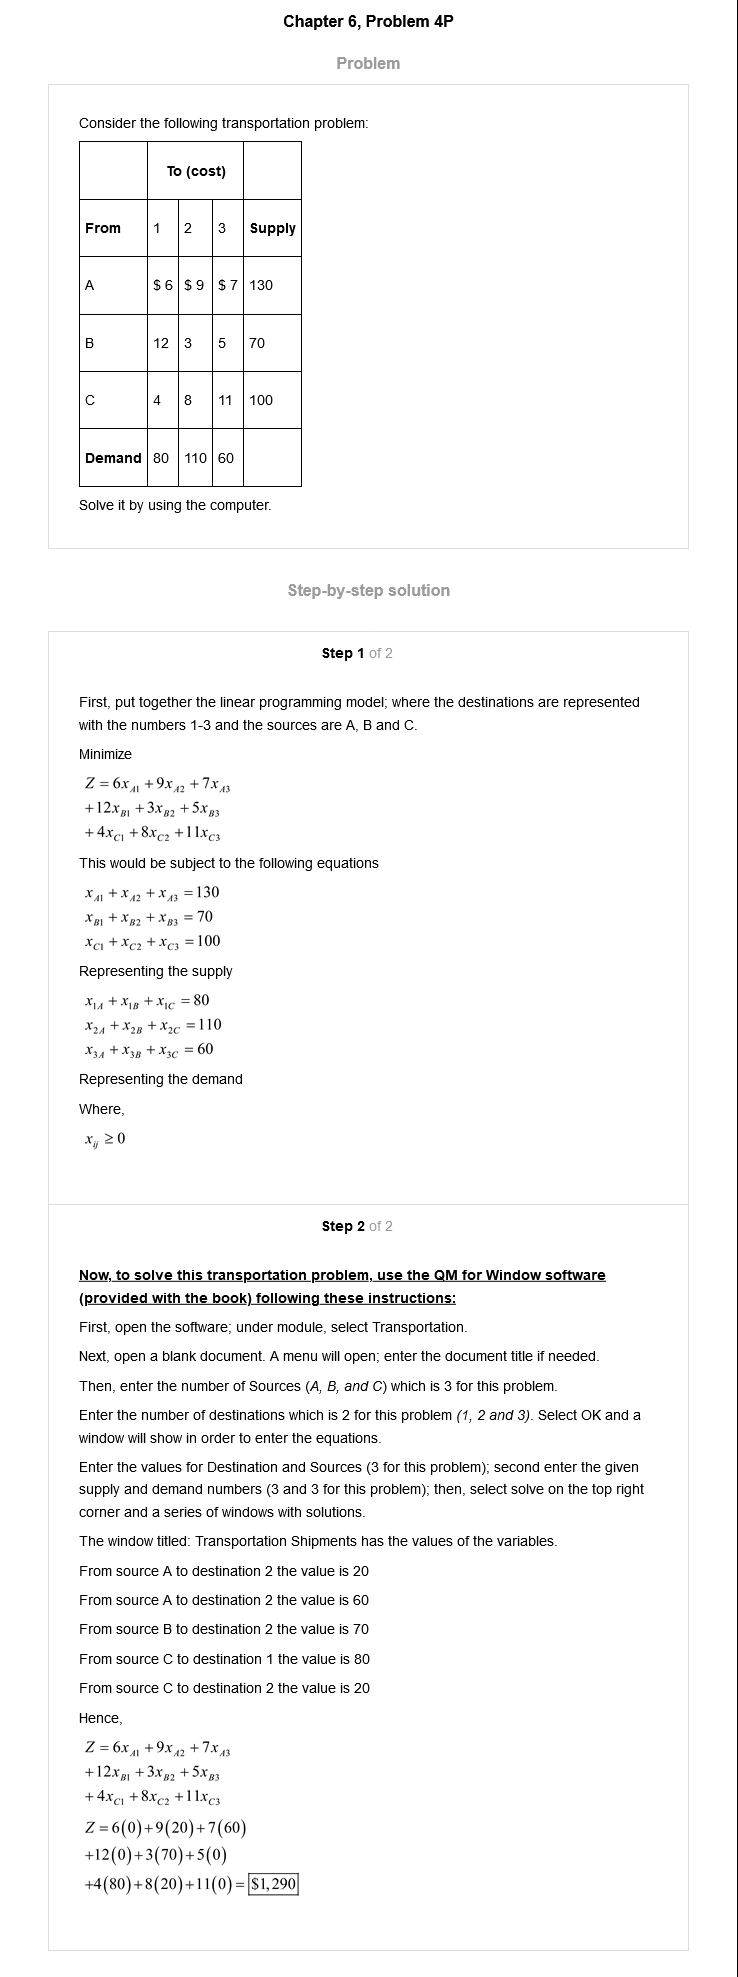 Chapter 6, Problem 4P
Problem
Consider the following transportation problem:
To (cost)
From 1 2 3 Supply
A $ 6 $ 9 $ 7 130
B 12 3 5 70
C 4 8 11 100
Demand 80 110 60
Solve it by using the computer.
Step-by-step solution
Step 1 of 2
First, put together the linear programming model; where the destinations are represented
with the numbers 1-3 and the sources are A, B and C.
Minimize
Z = 6x_{A1} + 9x_{A2} + 7x_{A3}
+12x_{B1} + 3x_{B2} + 5x_{B3}
+ 4x_{C1} + 8x_{C2} + 11x_{C3}
This would be subject to the following equations
x_{A1} + x_{A2} + x_{A3} = 130
x_{B1} + x_{B2} + x_{B3} = 70
x_{C1} + x_{C2} + x_{C3} = 100
Representing the supply
x_{1A} + x_{1B} + x_{1C} = 80
x_{2A} + x_{2B} + x_{2C} = 110
x_{3A} + x_{3B} + x_{3C} = 60
Representing the demand
Where,
x_{ij} ≥ 0
Step 2 of 2
Now, to solve this transportation problem, use the QM for Window software
(provided with the book) following these instructions:
First, open the software; under module, select Transportation.
Next, open a blank document. A menu will open; enter the document title if needed.
Then, enter the number of Sources (A, B, and C) which is 3 for this problem.
Enter the number of destinations which is 2 for this problem (1, 2 and 3). Select OK and a
window will show in order to enter the equations.
Enter the values for Destination and Sources (3 for this problem); second enter the given
supply and demand numbers (3 and 3 for this problem); then, select solve on the top right
corner and a series of windows with solutions.
The window titled: Transportation Shipments has the values of the variables.
From source A to destination 2 the value is 20
From source A to destination 2 the value is 60
From source B to destination 2 the value is 70
From source C to destination 1 the value is 80
From source C to destination 2 the value is 20
Hence,
Z = 6x_{A1} + 9x_{A2} + 7x_{A3}
+12x_{B1} + 3x_{B2} + 5x_{B3}
+ 4x_{C1} + 8x_{C2} + 11x_{C3}
Z = 6(0)+9(20)+7(60)
+12(0)+3(70)+5(0)
+4(80)+8(20)+11(0)= $1,290